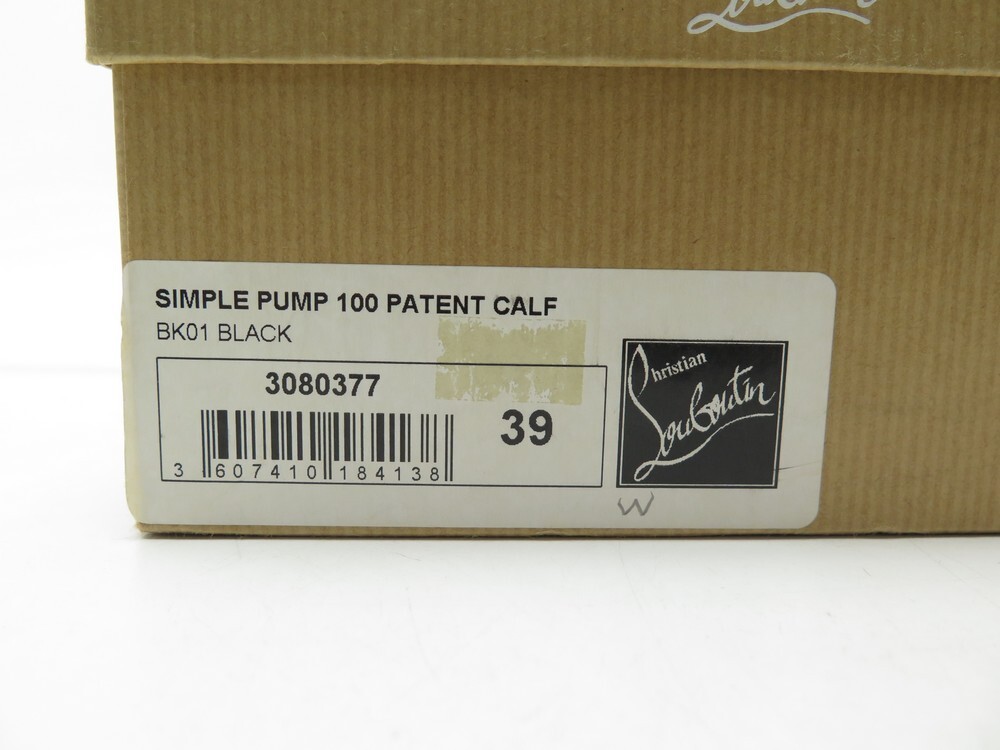 SIMPLE PUMP 100 PATENT CALF
BK01 BLACK
3080377
39
3 607410 184138
Christian
Louboutin
W